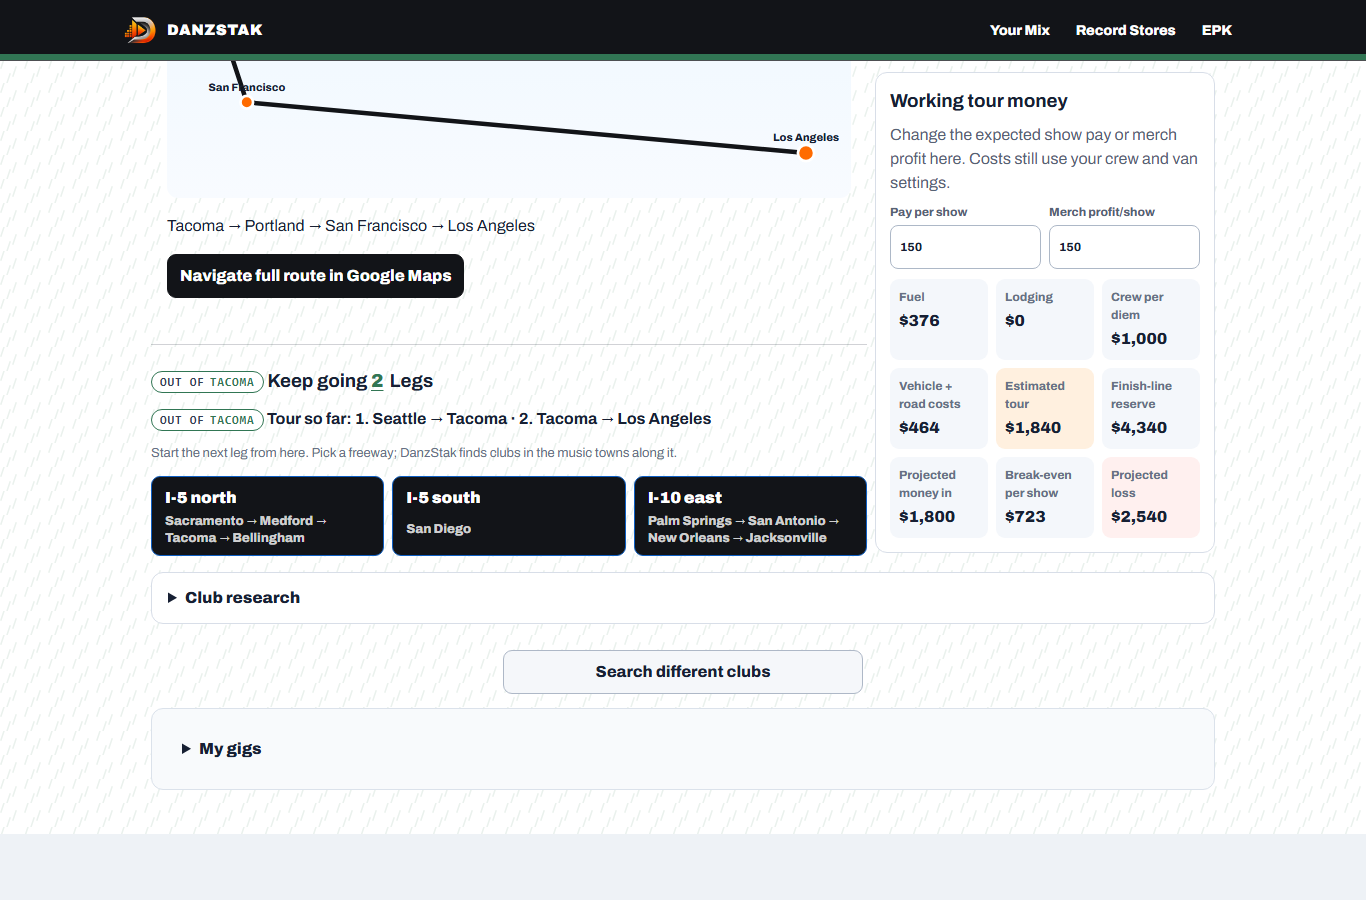 DANZSTAK
Your Mix
Record Stores
EPK
San Francisco
Los Angeles
Tacoma → Portland → San Francisco → Los Angeles
Navigate full route in Google Maps
OUT OF TACOMA Keep going 2 Legs
OUT OF TACOMA Tour so far: 1. Seattle → Tacoma · 2. Tacoma → Los Angeles
Start the next leg from here. Pick a freeway; DanzStak finds clubs in the music towns along it.
I-5 north
Sacramento → Medford →
Tacoma → Bellingham
I-5 south
San Diego
I-10 east
Palm Springs → San Antonio →
New Orleans → Jacksonville
Working tour money
Change the expected show pay or merch
profit here. Costs still use your crew and van
settings.
Pay per show
150
Merch profit/show
150
Fuel
$376
Lodging
$0
Crew per
diem
$1,000
Vehicle +
road costs
$464
Estimated
tour
$1,840
Finish-line
reserve
$4,340
Projected
money in
$1,800
Break-even
per show
$723
Projected
loss
$2,540
Club research
Search different clubs
My gigs